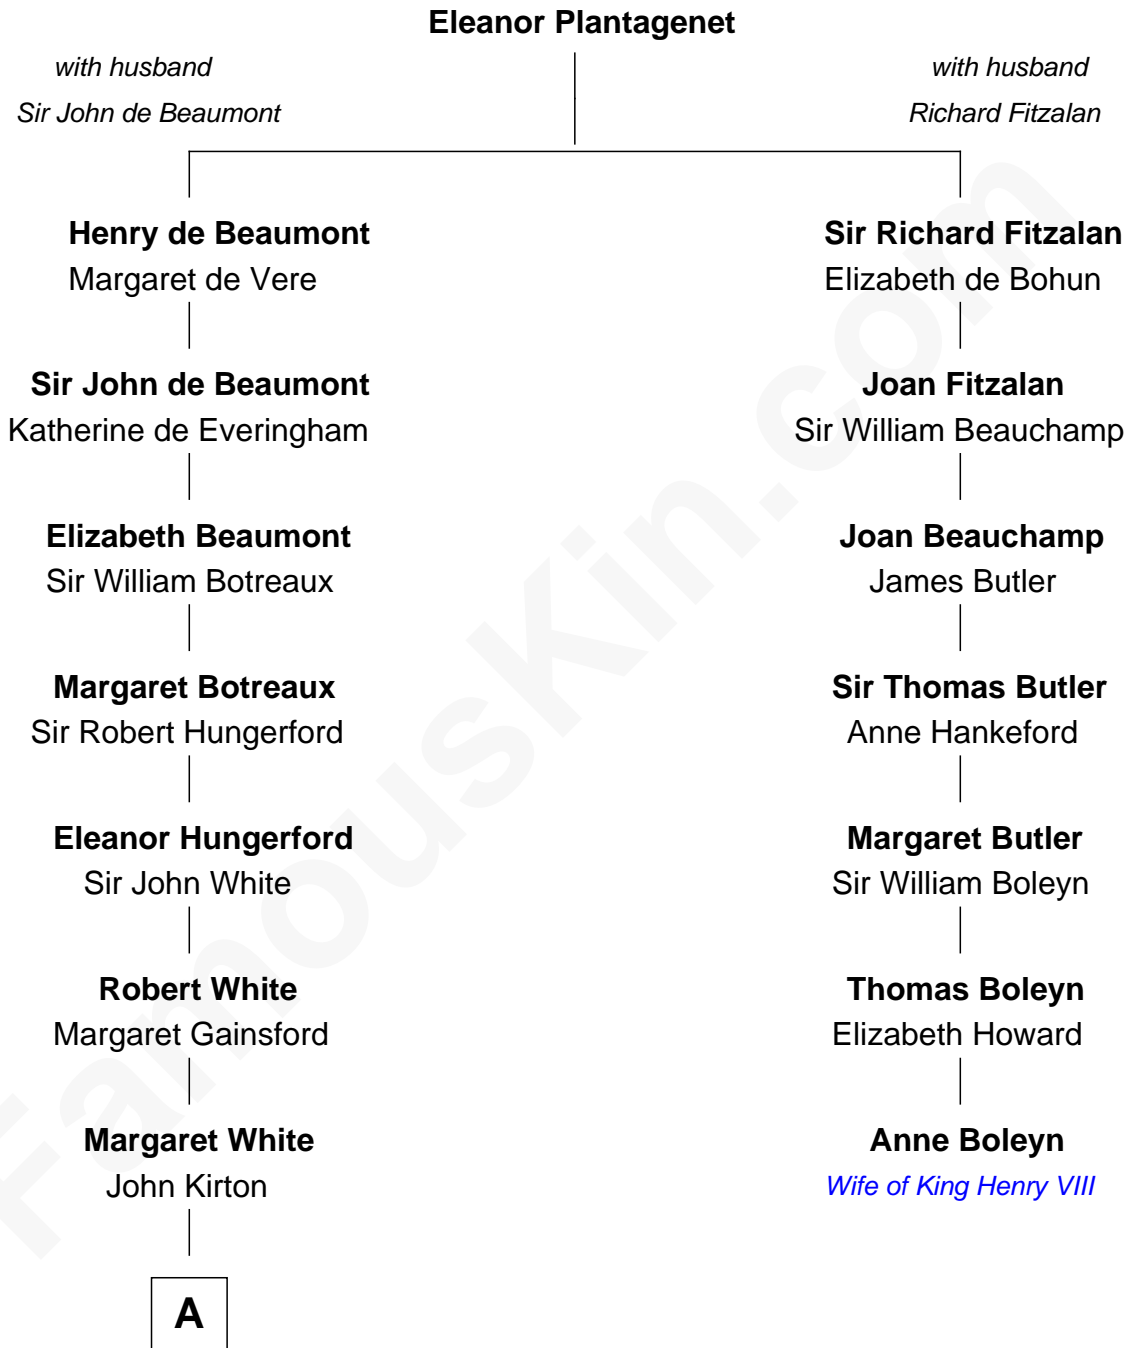 Eleanor Plantagenet
with husband
Sir John de Beaumont
with husband
Richard Fitzalan
Henry de Beaumont
Margaret de Vere
Sir Richard Fitzalan
Elizabeth de Bohun
Sir John de Beaumont
Katherine de Everingham
Joan Fitzalan
Sir William Beauchamp
Elizabeth Beaumont
Sir William Botreaux
Joan Beauchamp
James Butler
Margaret Botreaux
Sir Robert Hungerford
Sir Thomas Butler
Anne Hankeford
Eleanor Hungerford
Sir John White
Margaret Butler
Sir William Boleyn
Robert White
Margaret Gainsford
Thomas Boleyn
Elizabeth Howard
Margaret White
John Kirton
Anne Boleyn
Wife of King Henry VIII
A
FamousKin.com